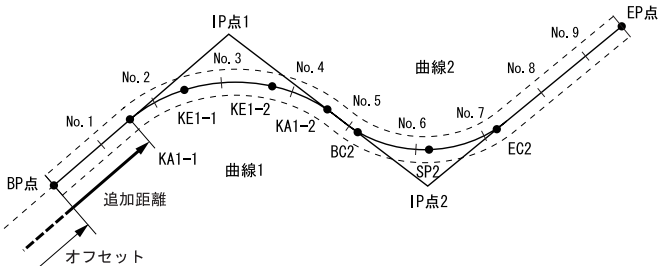 IP点1
EP点
No. 9
No. 3
No. 2
No. 4
曲線2
No. 8
No. 1
KE1-1
KE1-2
KA1-2
No. 5
No. 6
No. 7
BC2
EC2
KA1-1
SP2
BP点
曲線1
IP点2
追加距離
オフセット